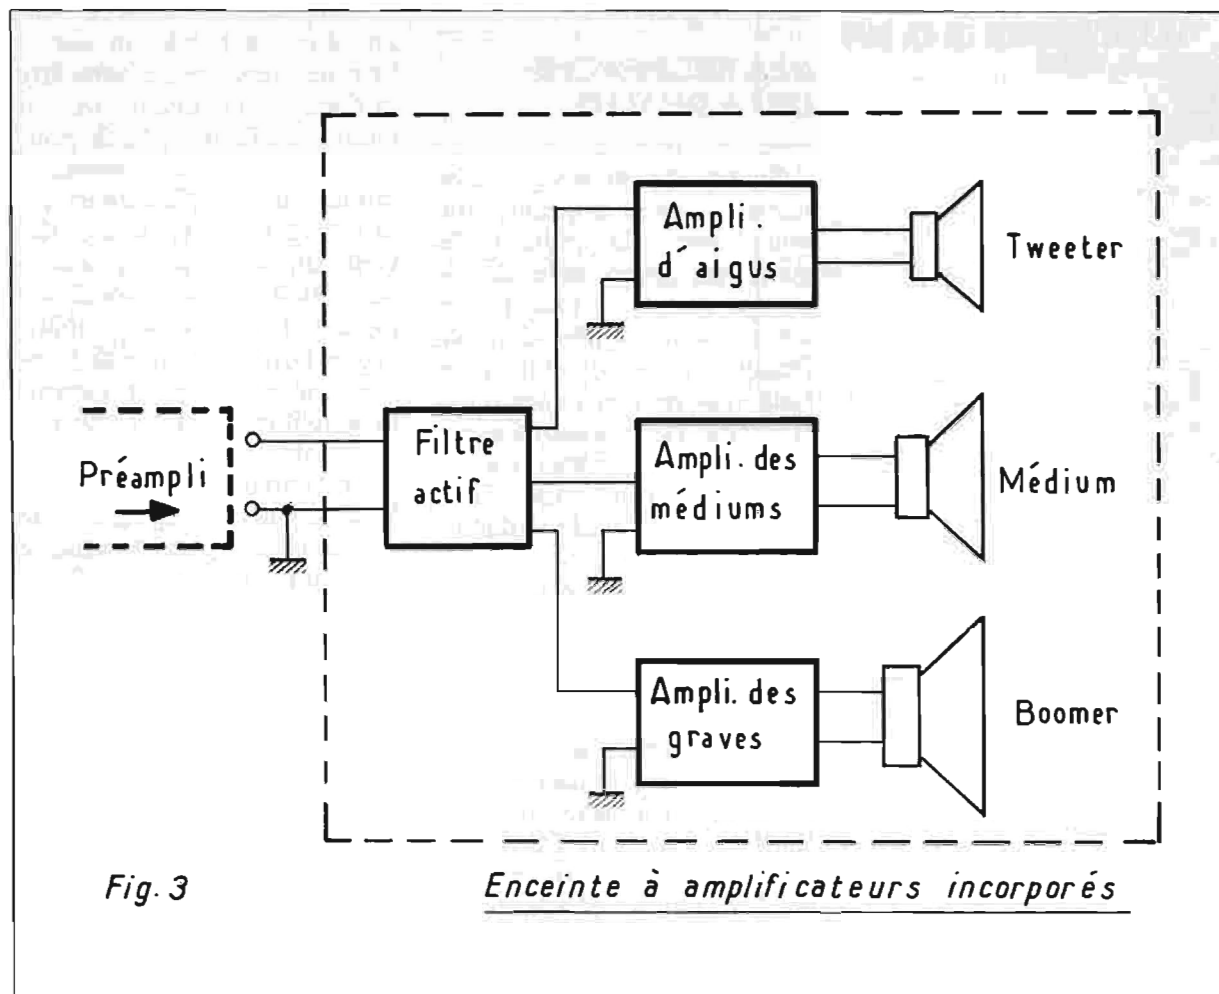 Ampli.
d'aigus
Tweeter
Préampli
Filtre
actif
Ampli. des
médiums
Médium
Ampli. des
graves
Boomer
Fig. 3
Enceinte à amplificateurs incorporés